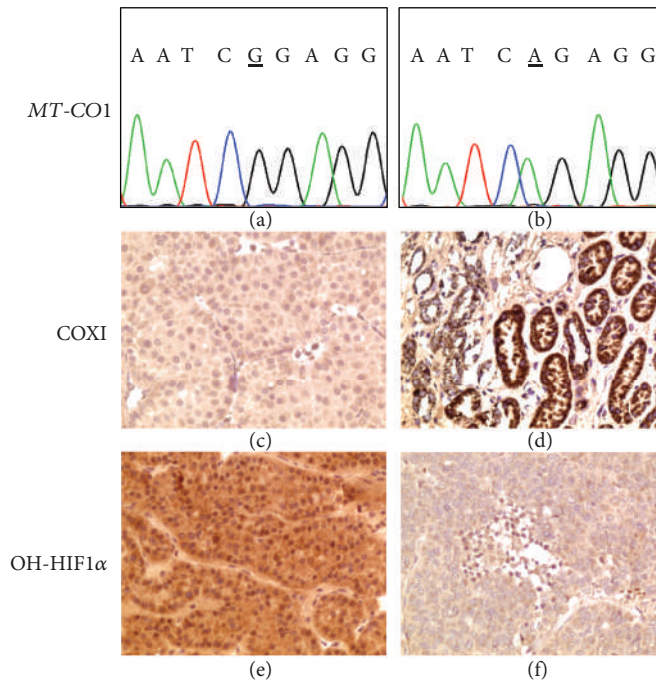 A A T C G G A G G
A A T C A G A G G
MT-CO1
(a)
(b)
COXI
(c)
(d)
OH-HIF1α
(e)
(f)